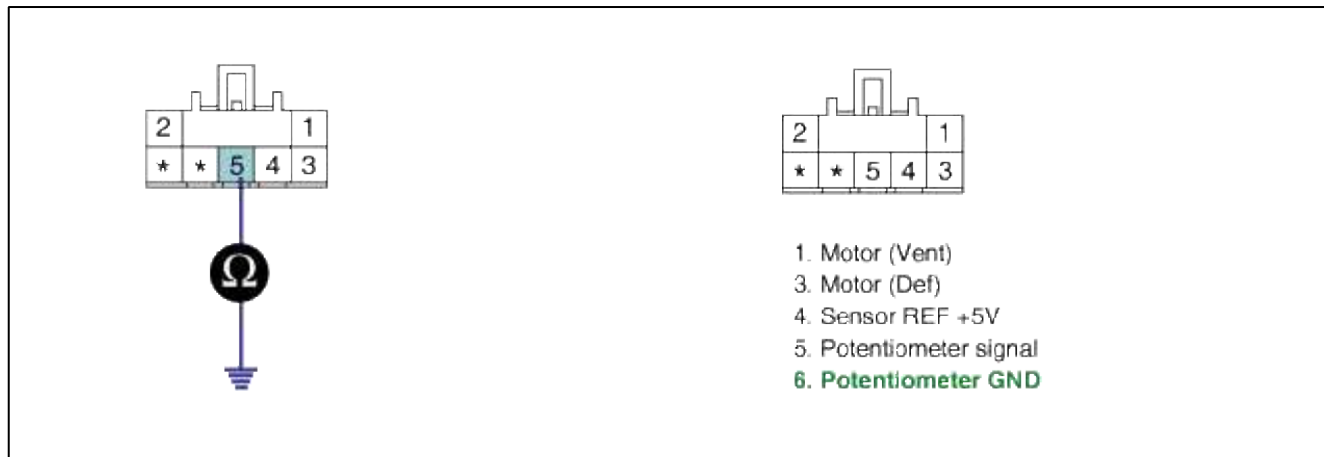 2 1
* * 5 4 3
Ω
2 1
* * 5 4 3
1. Motor (Vent)
3. Motor (Def)
4. Sensor REF +5V
5. Potentiometer signal
6. Potentiometer GND